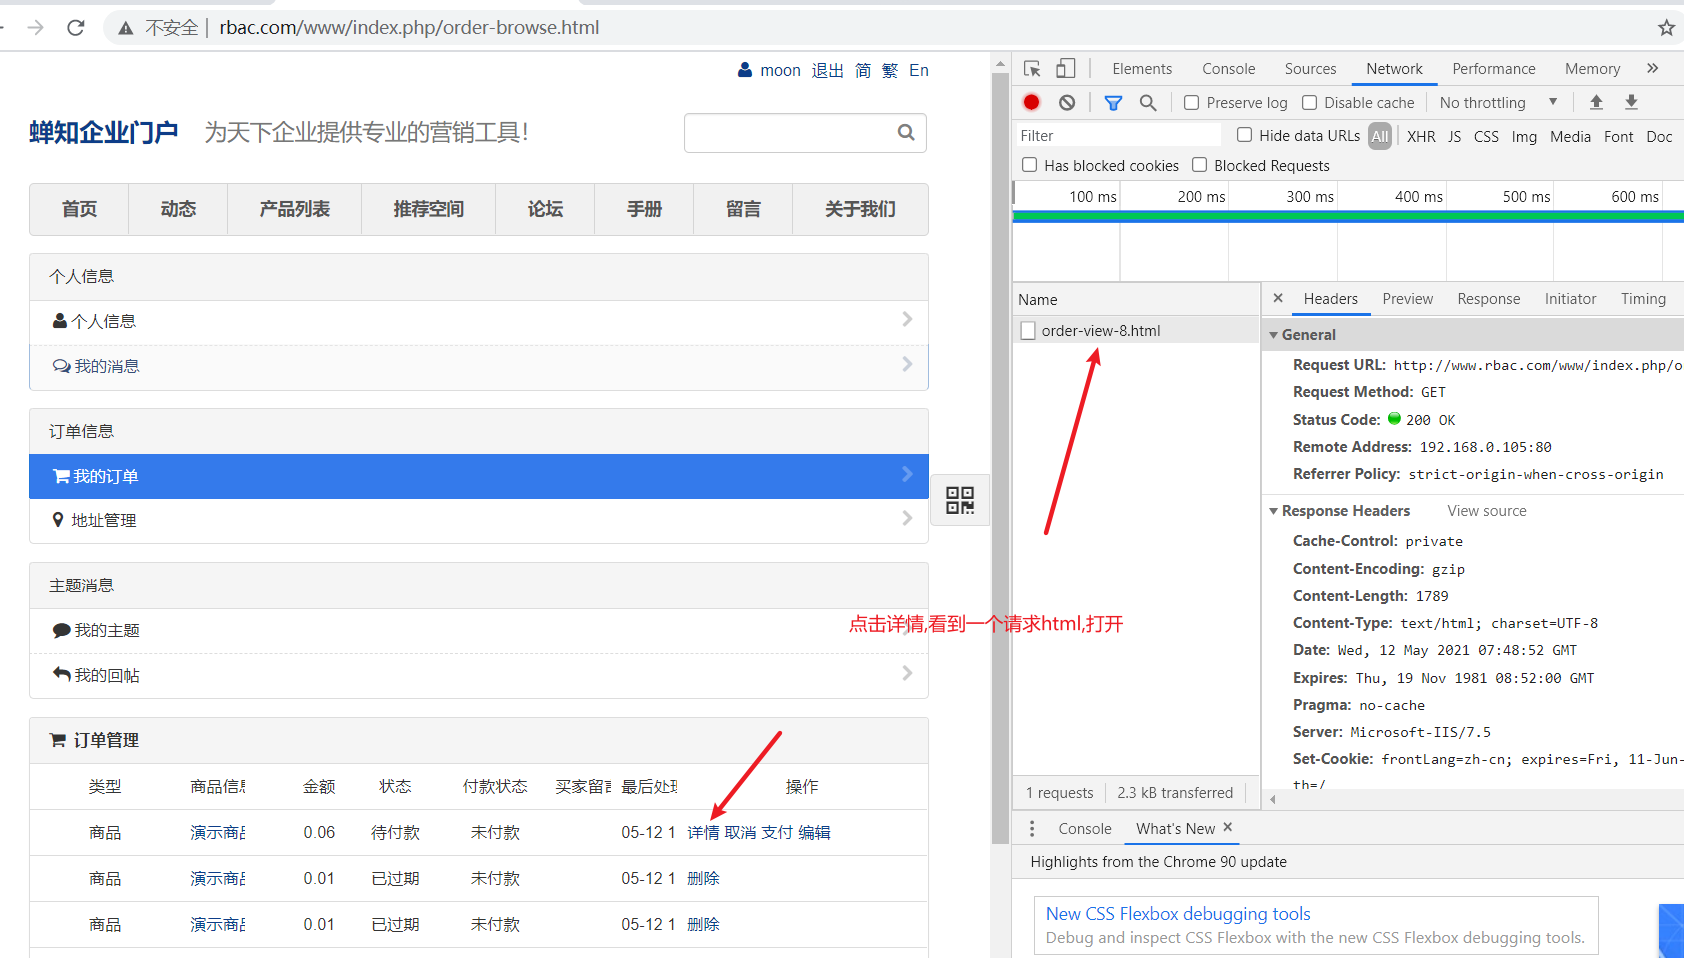 不安全 rbac.com/www/index.php/order-browse.html
moon 退出 简 繁 En
蝉知企业门户 为天下企业提供专业的营销工具!
首页 动态 产品列表 推荐空间 论坛 手册 留言 关于我们
个人信息
个人信息
我的消息
订单信息
我的订单
地址管理
主题消息
我的主题
我的回帖
点击详情,看到一个请求html,打开
订单管理
类型 商品信息 金额 状态 付款状态 买家留言 最后处理 操作
商品 演示商品 0.06 待付款 未付款 05-12 1 详情 取消 支付 编辑
商品 演示商品 0.01 已过期 未付款 05-12 1 删除
商品 演示商品 0.01 已过期 未付款 05-12 1 删除
Elements Console Sources Network Performance Memory »
Preserve log Disable cache No throttling
Filter Hide data URLs All XHR JS CSS Img Media Font Doc
Has blocked cookies Blocked Requests
100 ms 200 ms 300 ms 400 ms 500 ms 600 ms
Name
order-view-8.html
1 requests 2.3 kB transferred
× Headers Preview Response Initiator Timing
General
Request URL: http://www.rbac.com/www/index.php/o
Request Method: GET
Status Code: 200 OK
Remote Address: 192.168.0.105:80
Referrer Policy: strict-origin-when-cross-origin
Response Headers View source
Cache-Control: private
Content-Encoding: gzip
Content-Length: 1789
Content-Type: text/html; charset=UTF-8
Date: Wed, 12 May 2021 07:48:52 GMT
Expires: Thu, 19 Nov 1981 08:52:00 GMT
Pragma: no-cache
Server: Microsoft-IIS/7.5
Set-Cookie: frontLang=zh-cn; expires=Fri, 11-Jun-
th=/
Console What's New ×
Highlights from the Chrome 90 update
New CSS Flexbox debugging tools
Debug and inspect CSS Flexbox with the new CSS Flexbox debugging tools.